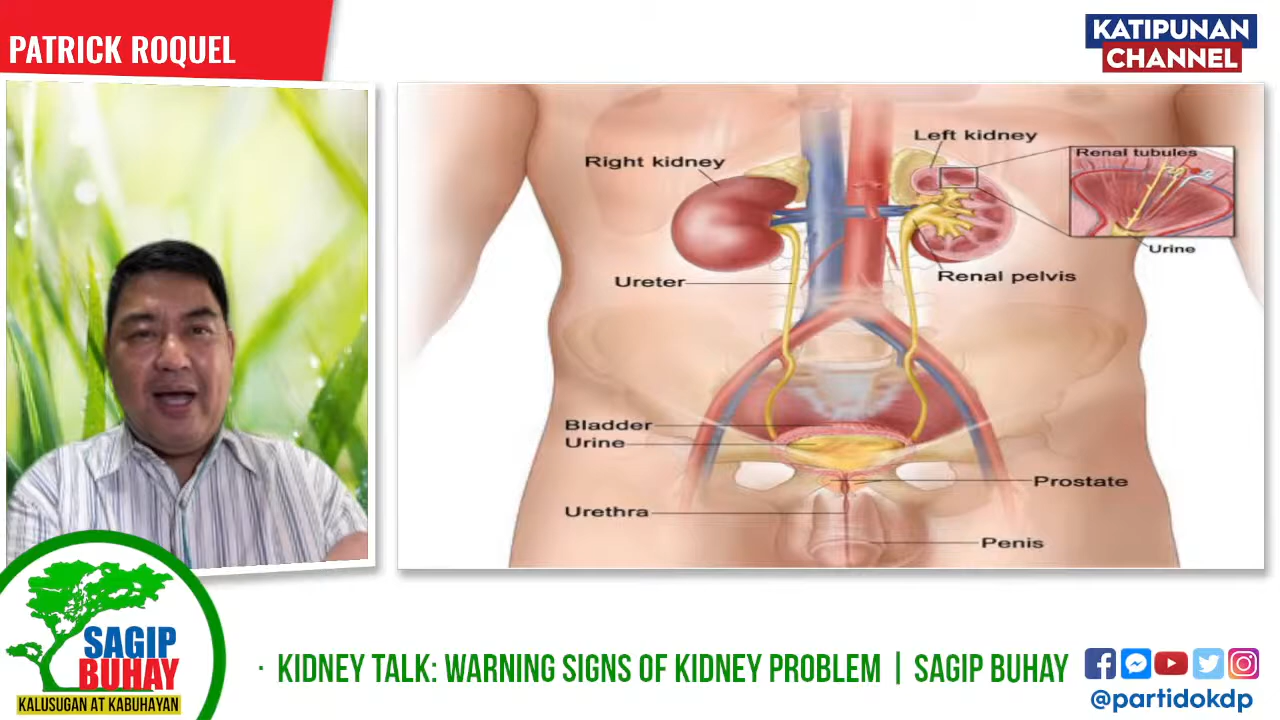 PATRICK ROQUEL
KATIPUNAN
CHANNEL
Left kidney
Right kidney
Renal tubules
Urine
Renal pelvis
Ureter
Bladder
Urine
Prostate
Urethra
Penis
SAGIP
BUHAY
KALUSUGAN AT KABUHAYAN
· KIDNEY TALK: WARNING SIGNS OF KIDNEY PROBLEM | SAGIP BUHAY
@partidokdp